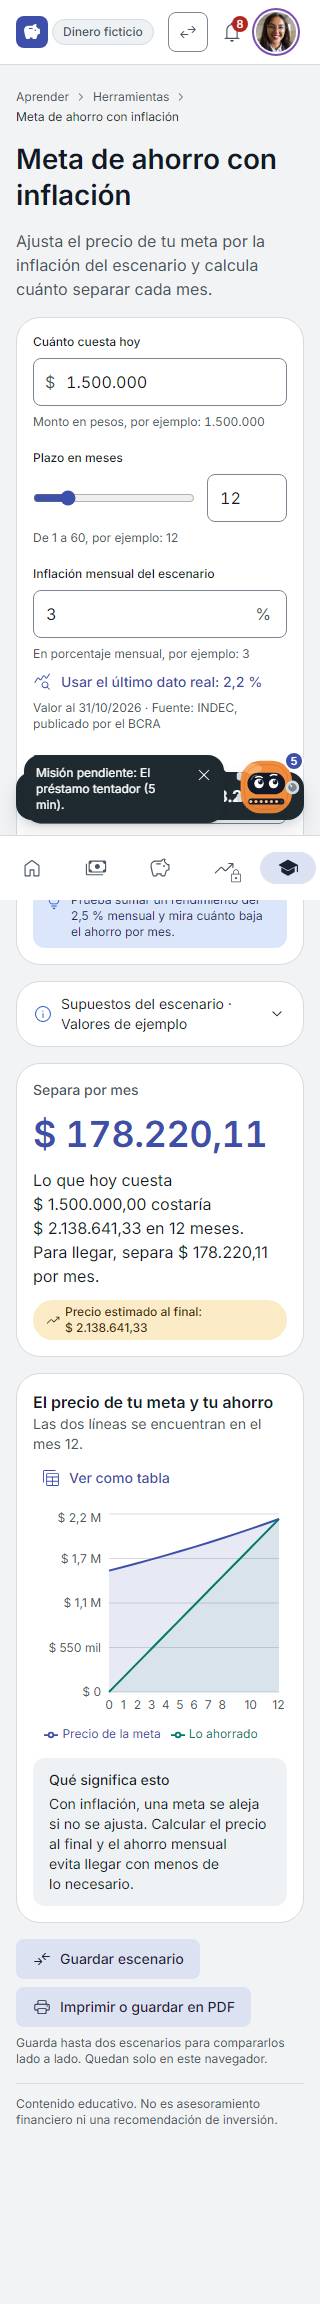 Dinero ficticio
8
Aprender > Herramientas >
Meta de ahorro con inflación
Meta de ahorro con
inflación
Ajusta el precio de tu meta por la
inflación del escenario y calcula
cuánto separar cada mes.
Cuánto cuesta hoy
$ 1.500.000
Monto en pesos, por ejemplo: 1.500.000
Plazo en meses
12
De 1 a 60, por ejemplo: 12
Inflación mensual del escenario
3 %
En porcentaje mensual, por ejemplo: 3
Usar el último dato real: 2,2 %
Valor al 31/10/2026 · Fuente: INDEC,
publicado por el BCRA
Misión pendiente: El
préstamo tentador (5
min).
5
2,5 % mensual y mira cuánto baja
el ahorro por mes.
Supuestos del escenario ·
Valores de ejemplo
Separa por mes
$ 178.220,11
Lo que hoy cuesta
$ 1.500.000,00 costaría
$ 2.138.641,33 en 12 meses.
Para llegar, separa $ 178.220,11
por mes.
Precio estimado al final:
$ 2.138.641,33
El precio de tu meta y tu ahorro
Las dos líneas se encuentran en el
mes 12.
Ver como tabla
$ 2,2 M
$ 1,7 M
$ 1,1 M
$ 550 mil
$ 0
0 1 2 3 4 5 6 7 8 10 12
Precio de la meta Lo ahorrado
Qué significa esto
Con inflación, una meta se aleja
si no se ajusta. Calcular el precio
al final y el ahorro mensual
evita llegar con menos de
lo necesario.
Guardar escenario
Imprimir o guardar en PDF
Guarda hasta dos escenarios para compararlos
lado a lado. Quedan solo en este navegador.
Contenido educativo. No es asesoramiento
financiero ni una recomendación de inversión.